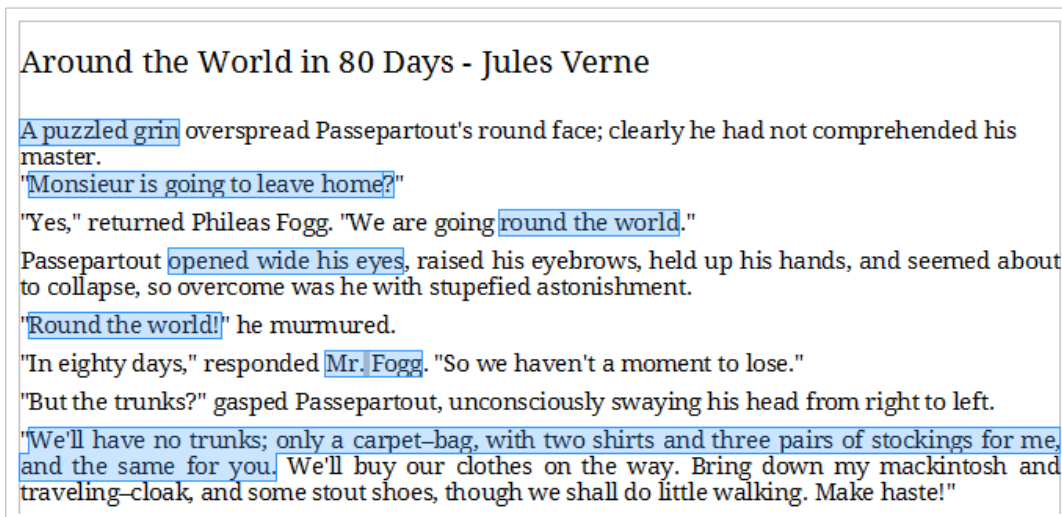 Around the World in 80 Days - Jules Verne
A puzzled grin overspread Passepartout's round face; clearly he had not comprehended his
master.
"Monsieur is going to leave home?"
"Yes," returned Phileas Fogg. "We are going round the world."
Passepartout opened wide his eyes, raised his eyebrows, held up his hands, and seemed about
to collapse, so overcome was he with stupefied astonishment.
"Round the world!" he murmured.
"In eighty days," responded Mr. Fogg. "So we haven't a moment to lose."
"But the trunks?" gasped Passepartout, unconsciously swaying his head from right to left.
"We'll have no trunks; only a carpet–bag, with two shirts and three pairs of stockings for me,
and the same for you. We'll buy our clothes on the way. Bring down my mackintosh and
traveling–cloak, and some stout shoes, though we shall do little walking. Make haste!"